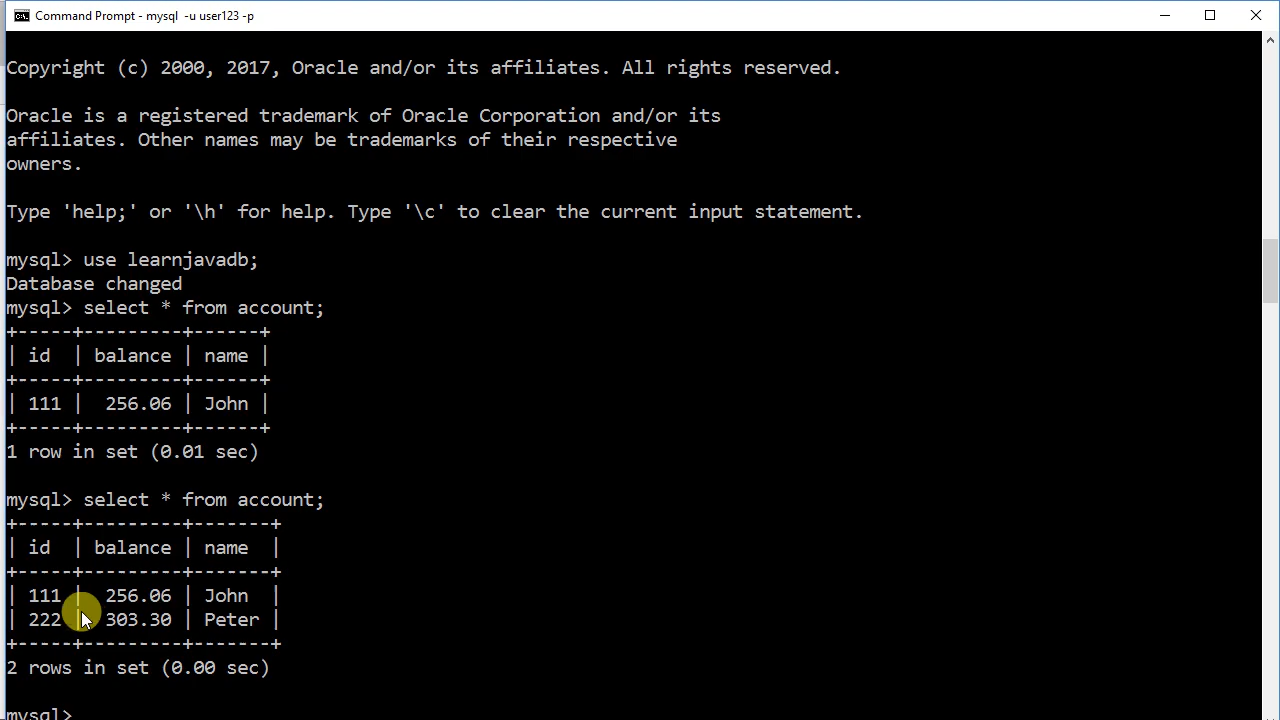 Command Prompt - mysql  -u user123 -p
Copyright (c) 2000, 2017, Oracle and/or its affiliates. All rights reserved.
Oracle is a registered trademark of Oracle Corporation and/or its
affiliates. Other names may be trademarks of their respective
owners.
Type 'help;' or '\h' for help. Type '\c' to clear the current input statement.
mysql> use learnjavadb;
Database changed
mysql> select * from account;
+-----+---------+------+
| id  | balance | name |
+-----+---------+------+
| 111 |  256.06 | John |
+-----+---------+------+
1 row in set (0.01 sec)
mysql> select * from account;
+-----+---------+-------+
| id  | balance | name  |
+-----+---------+-------+
| 111 |  256.06 | John  |
| 222 |  303.30 | Peter |
+-----+---------+-------+
2 rows in set (0.00 sec)
mysql>